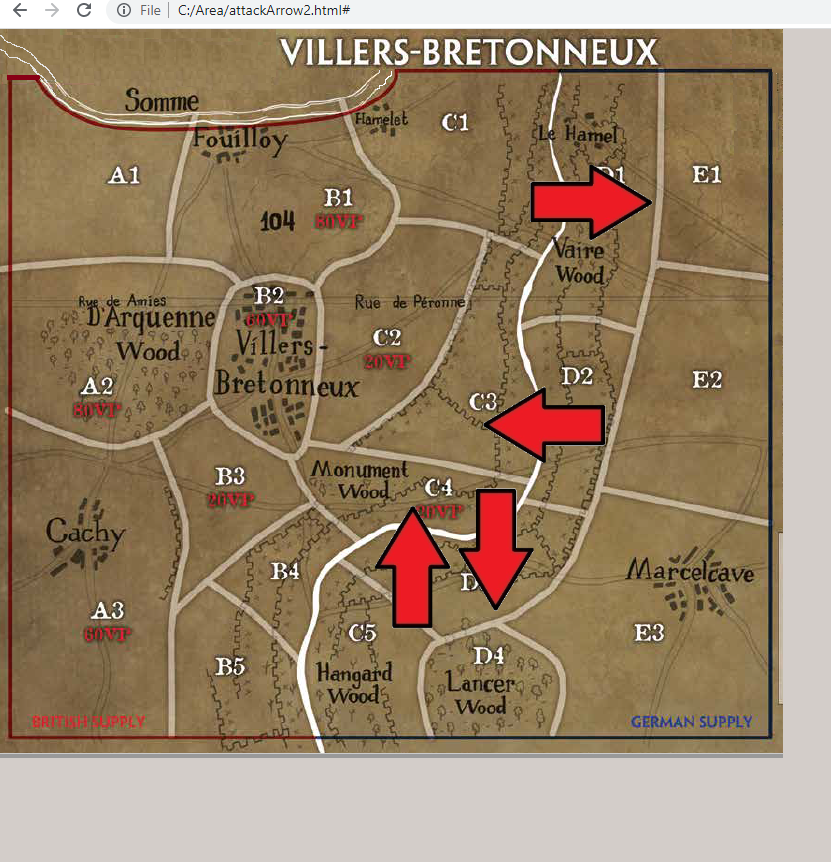 File
C:/Area/attackArrow2.html#
VILLERS-BRETONNEUX
Somme
Fouilloy
Hamelet
C1
Le Hamel
A1
D1
E1
B1
80VP
104
Vaire
Wood
Rue de Amies
D'Arquenne
Wood
B2
60VP
Rue de Péronne
Villers-
Bretonneux
C2
20VP
A2
80VP
D2
E2
C3
B3
20VP
Monument
Wood
C4
20VP
Cachy
B4
D
Marcelcave
A3
60VP
C5
E3
B5
Hangard
Wood
D4
Lancer
Wood
BRITISH SUPPLY
GERMAN SUPPLY